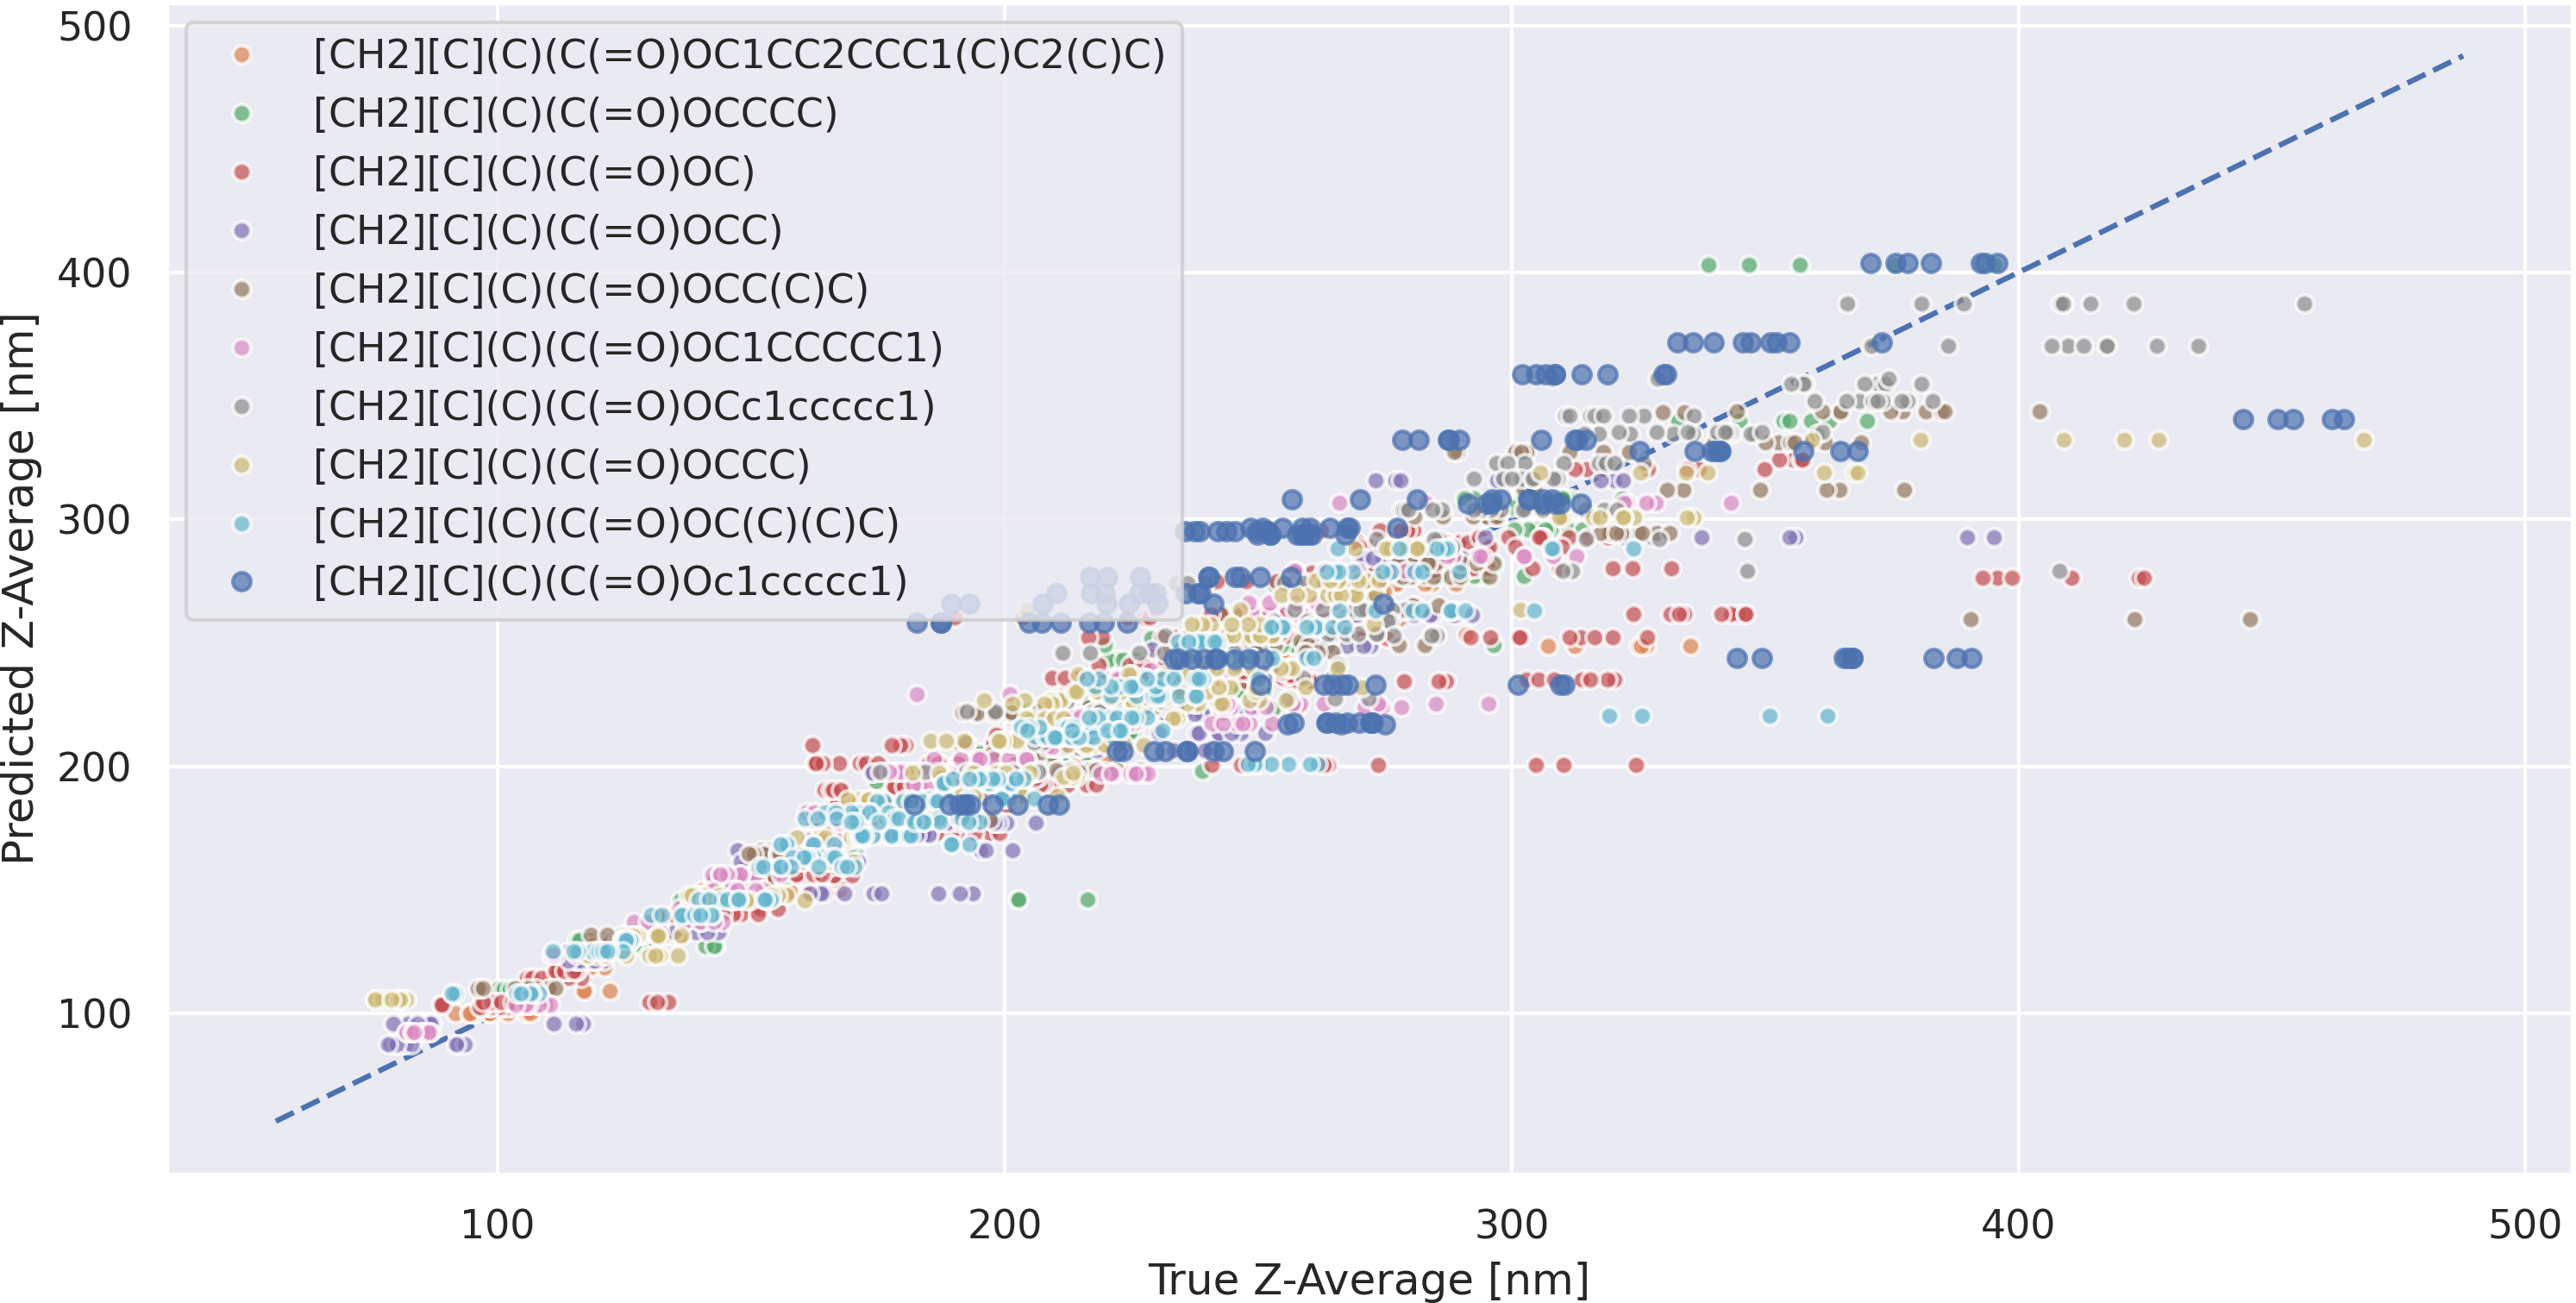 500
400
300
200
100
Predicted Z-Average [nm]
[CH2][C](C)(C(=O)OC1CC2CCC1(C)C2(C)C)
[CH2][C](C)(C(=O)OCCCC)
[CH2][C](C)(C(=O)OC)
[CH2][C](C)(C(=O)OCC)
[CH2][C](C)(C(=O)OCC(C)C)
[CH2][C](C)(C(=O)OC1CCCCC1)
[CH2][C](C)(C(=O)OCc1ccccc1)
[CH2][C](C)(C(=O)OCCC)
[CH2][C](C)(C(=O)OC(C)(C)C)
[CH2][C](C)(C(=O)Oc1ccccc1)
100 200 300 400 500
True Z-Average [nm]